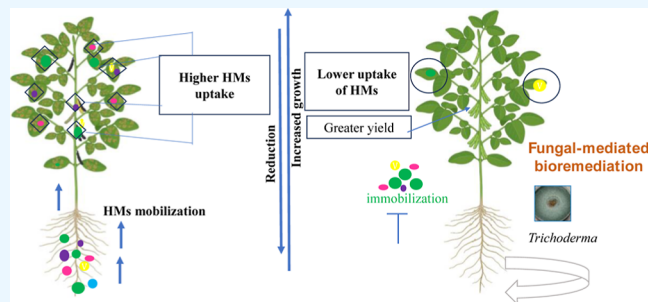 Higher HMs
uptake
HMs mobilization
Reduction
Increased growth
Lower uptake
of HMs
Greater yield
immobilization
Fungal-mediated
bioremediation
Trichoderma